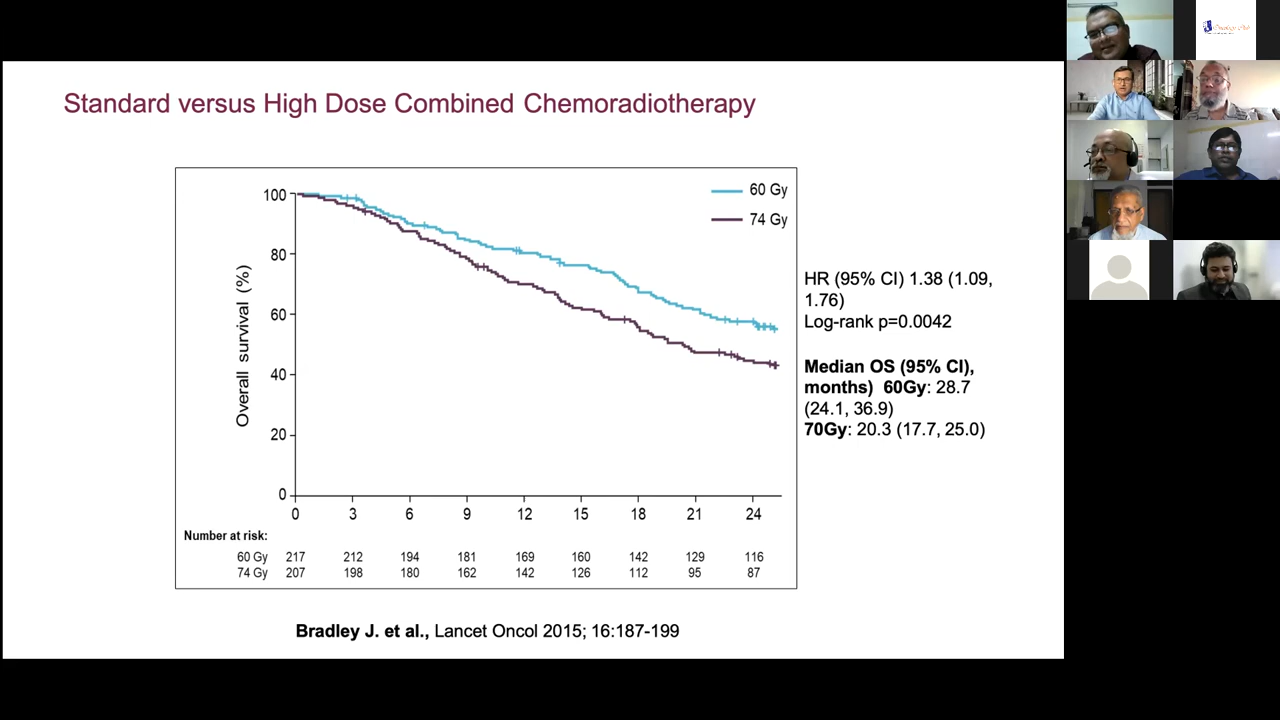 Standard versus High Dose Combined Chemoradiotherapy
60 Gy
74 Gy
Overall survival (%)
100
80
60
40
20
0
0 3 6 9 12 15 18 21 24
Number at risk:
60 Gy 217 212 194 181 169 160 142 129 116
74 Gy 207 198 180 162 142 126 112 95 87
HR (95% CI) 1.38 (1.09,
1.76)
Log-rank p=0.0042
Median OS (95% CI),
months) 60Gy: 28.7
(24.1, 36.9)
70Gy: 20.3 (17.7, 25.0)
Bradley J. et al., Lancet Oncol 2015; 16:187-199